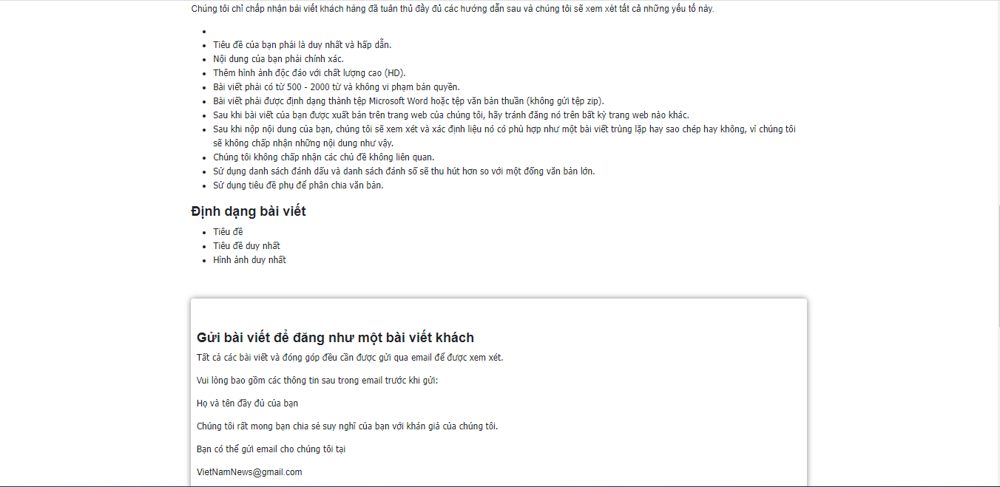 Chúng tôi chỉ chấp nhận bài viết khách hàng đã tuân thủ đầy đủ các hướng dẫn sau và chúng tôi sẽ xem xét tất cả những yếu tố này.
Tiêu đề của bạn phải là duy nhất và hấp dẫn.
Nội dung của bạn phải chính xác.
Thêm hình ảnh độc đáo với chất lượng cao (HD).
Bài viết phải có từ 500 - 2000 từ và không vi phạm bản quyền.
Bài viết phải được định dạng thành tệp Microsoft Word hoặc tệp văn bản thuần (không gửi tệp zip).
Sau khi bài viết của bạn được xuất bản trên trang web của chúng tôi, hãy tránh đăng nó trên bất kỳ trang web nào khác.
Sau khi nộp nội dung của bạn, chúng tôi sẽ xem xét và xác định liệu nó có phù hợp như một bài viết trùng lặp hay sao chép hay không, vì chúng tôi
sẽ không chấp nhận những nội dung như vậy.
Chúng tôi không chấp nhận các chủ đề không liên quan.
Sử dụng danh sách đánh dấu và danh sách đánh số sẽ thu hút hơn so với một đống văn bản lớn.
Sử dụng tiêu đề phụ để phân chia văn bản.
Định dạng bài viết
Tiêu đề
Tiêu đề duy nhất
Hình ảnh duy nhất
Gửi bài viết để đăng như một bài viết khách
Tất cả các bài viết và đóng góp đều cần được gửi qua email để được xem xét.
Vui lòng bao gồm các thông tin sau trong email trước khi gửi:
Họ và tên đầy đủ của bạn
Chúng tôi rất mong bạn chia sẻ suy nghĩ của bạn với khán giả của chúng tôi.
Bạn có thể gửi email cho chúng tôi tại
VietNamNews@gmail.com